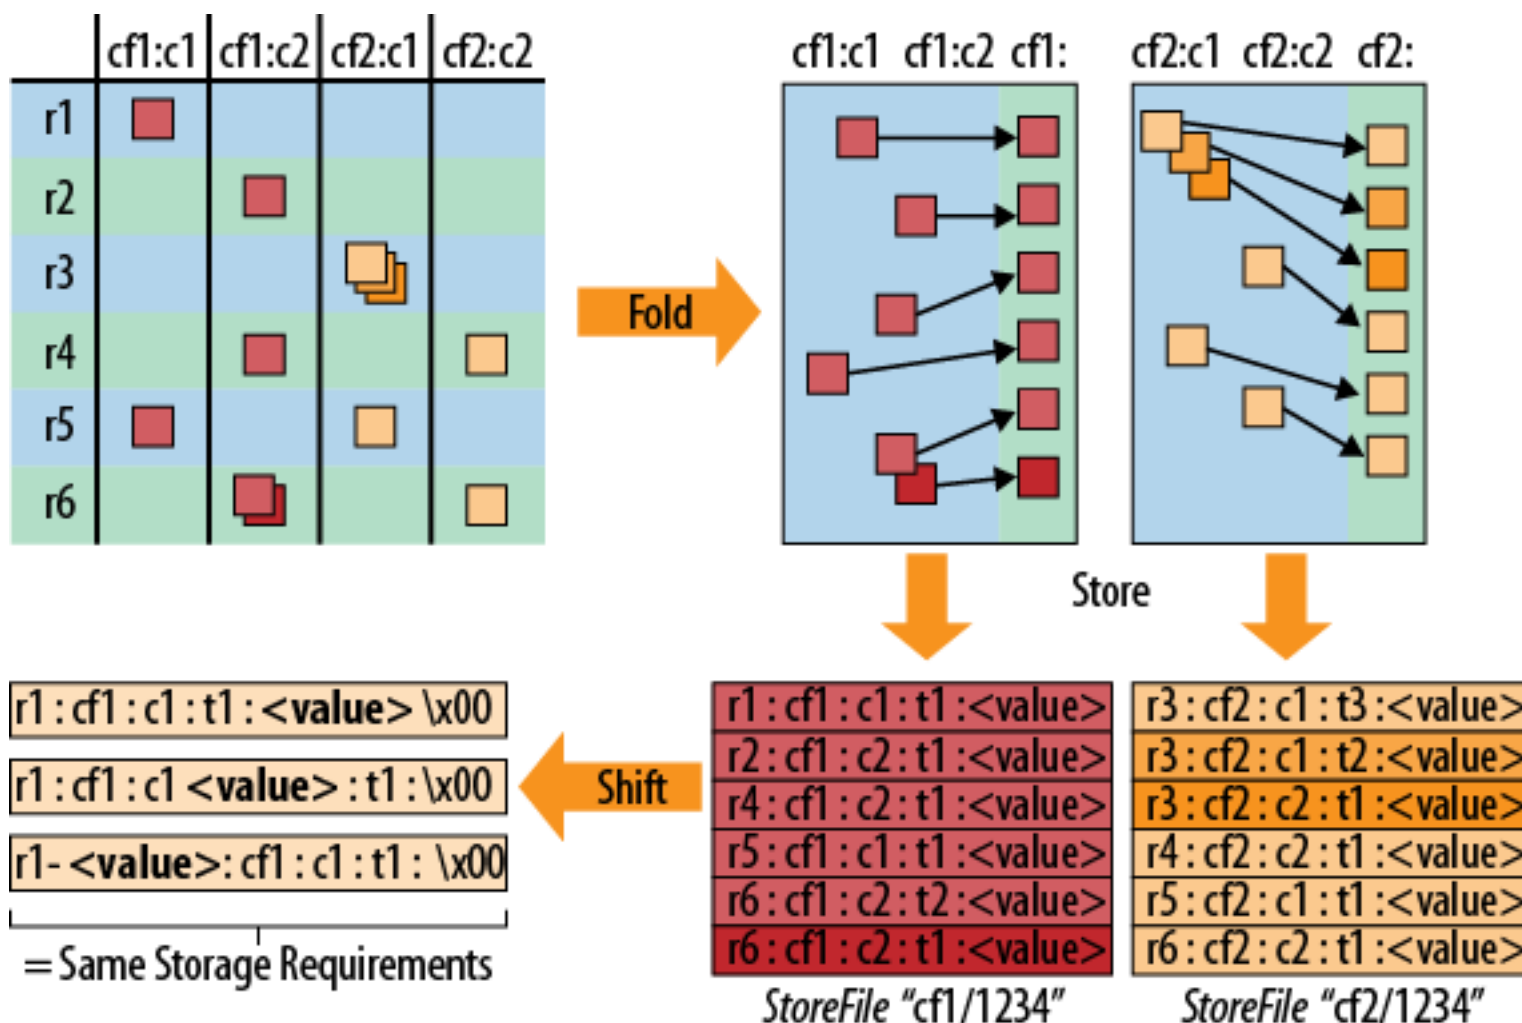 cf1:c1 cf1:c2 cf2:c1 cf2:c2
r1
r2
r3
r4
r5
r6
Fold
cf1:c1 cf1:c2 cf1:
cf2:c1 cf2:c2 cf2:
Store
r1 : cf1 : c1 : t1 :<value>
r2 : cf1 : c2 : t1 :<value>
r4 : cf1 : c2 : t1 :<value>
r5 : cf1 : c1 : t1 :<value>
r6 : cf1 : c2 : t2 :<value>
r6 : cf1 : c2 : t1 :<value>
StoreFile “cf1/1234”
r3 : cf2 : c1 : t3 :<value>
r3 : cf2 : c1 : t2 :<value>
r3 : cf2 : c2 : t1 :<value>
r4 : cf2 : c2 : t1 :<value>
r5 : cf2 : c1 : t1 :<value>
r6 : cf2 : c2 : t1 :<value>
StoreFile “cf2/1234”
Shift
r1 : cf1 : c1 : t1 : <value> \x00
r1 : cf1 : c1 <value> : t1 : \x00
r1- <value>: cf1 : c1 : t1 : \x00
= Same Storage Requirements